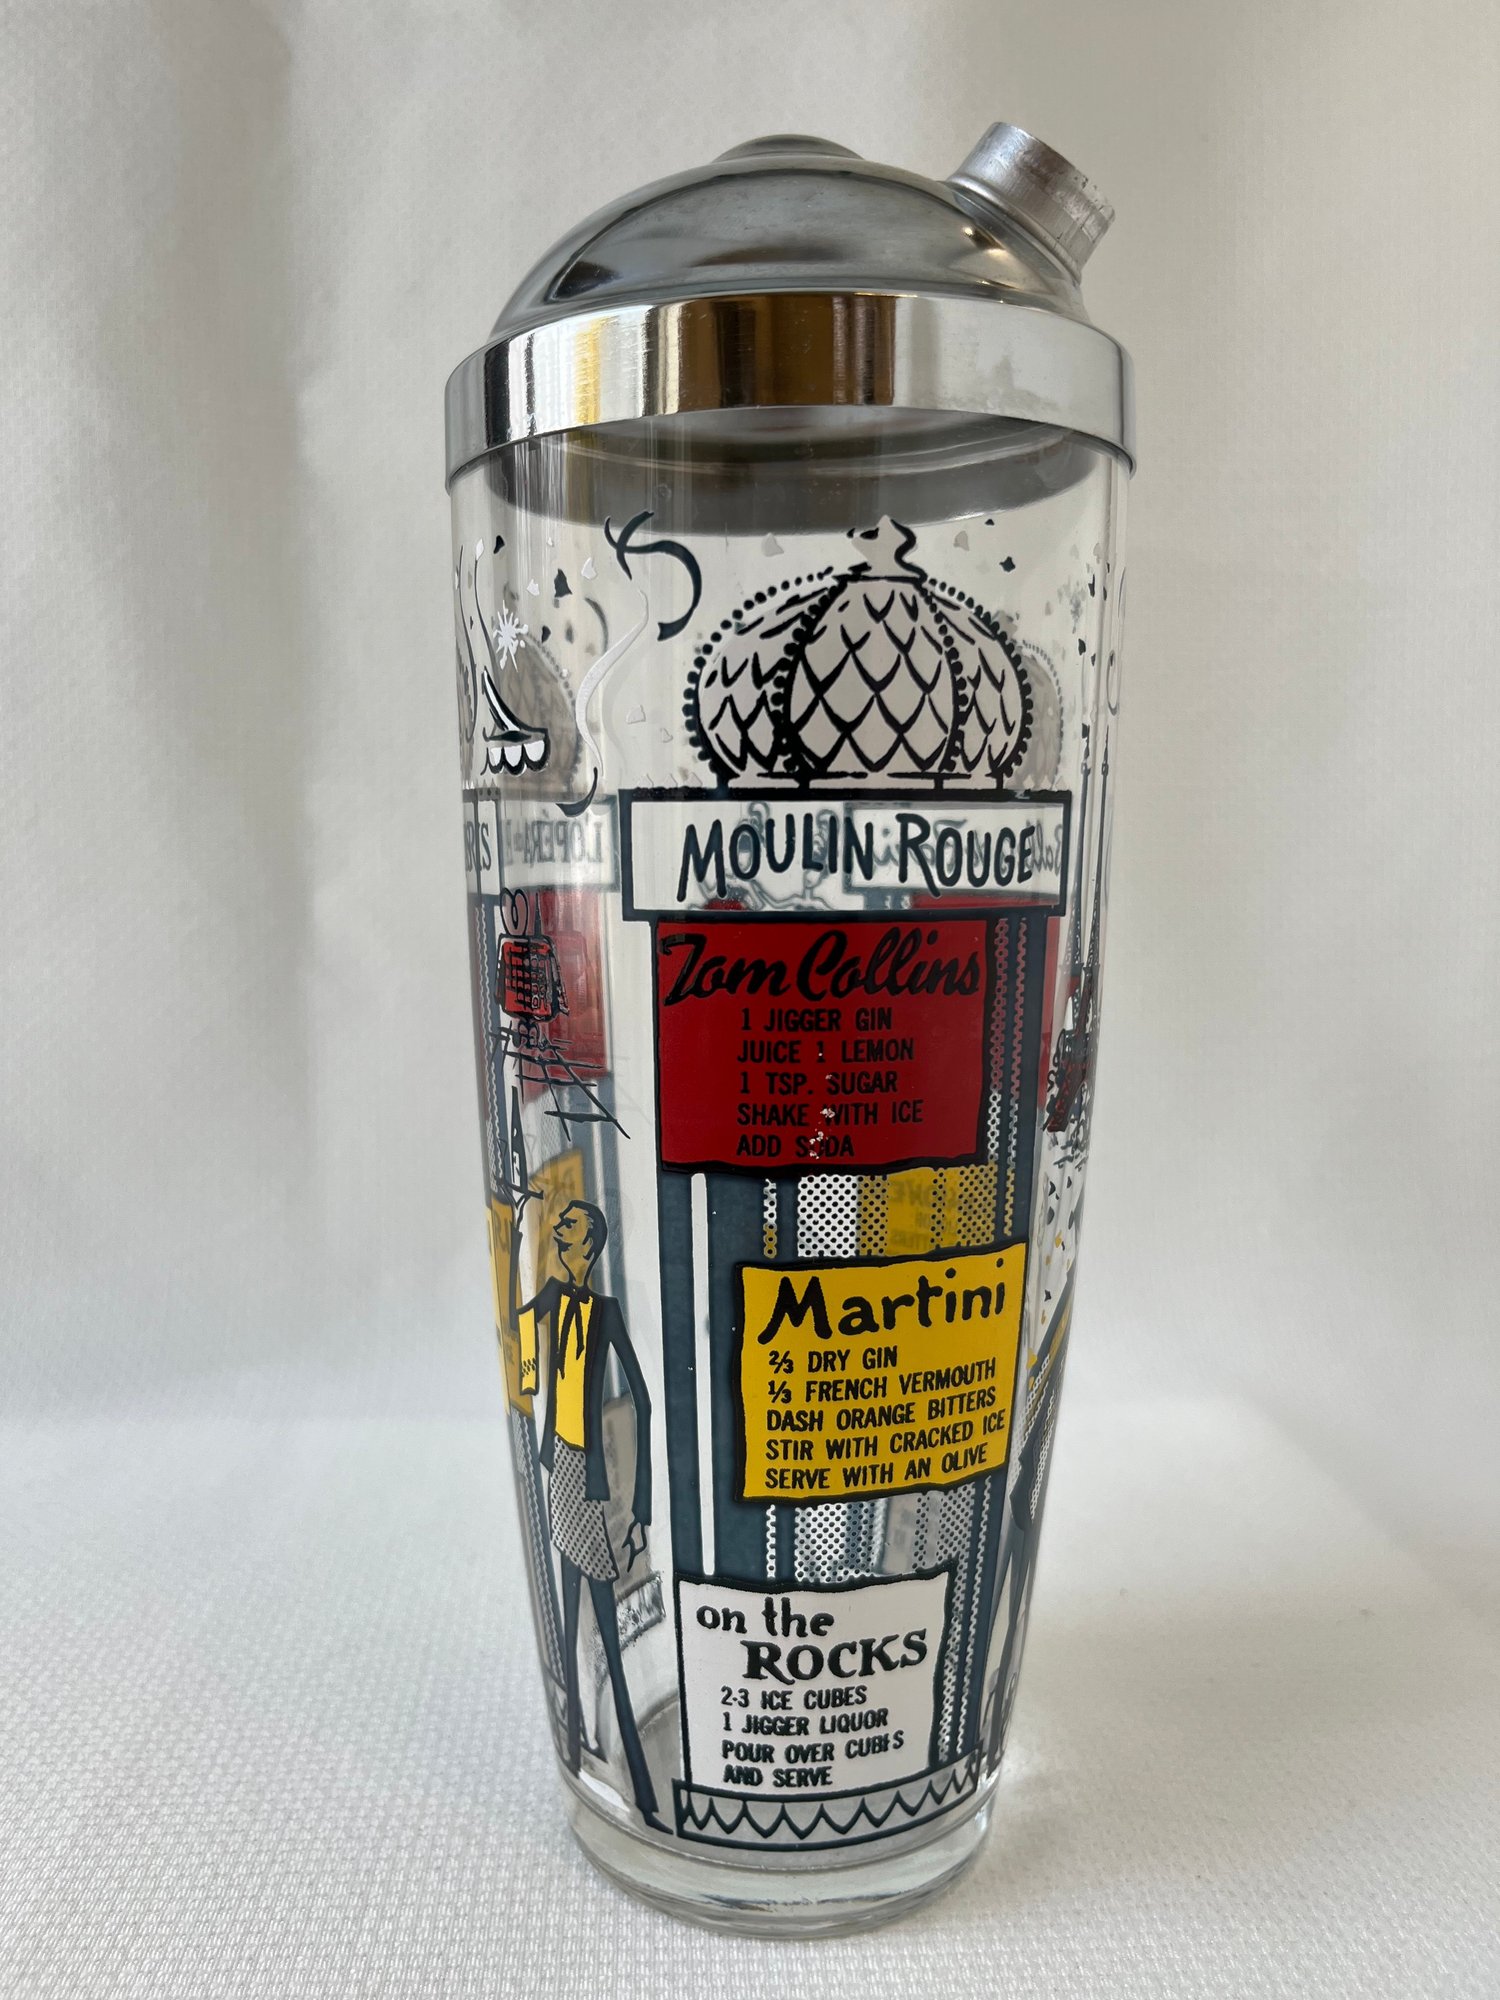 MOULIN ROUGE
Tom Collins
1 JIGGER GIN
JUICE 1 LEMON
1 TSP. SUGAR
SHAKE WITH ICE
ADD SODA
Martini
⅔ DRY GIN
⅓ FRENCH VERMOUTH
DASH ORANGE BITTERS
STIR WITH CRACKED ICE
SERVE WITH AN OLIVE
on the
ROCKS
2-3 ICE CUBES
1 JIGGER LIQUOR
POUR OVER CUBES
AND SERVE